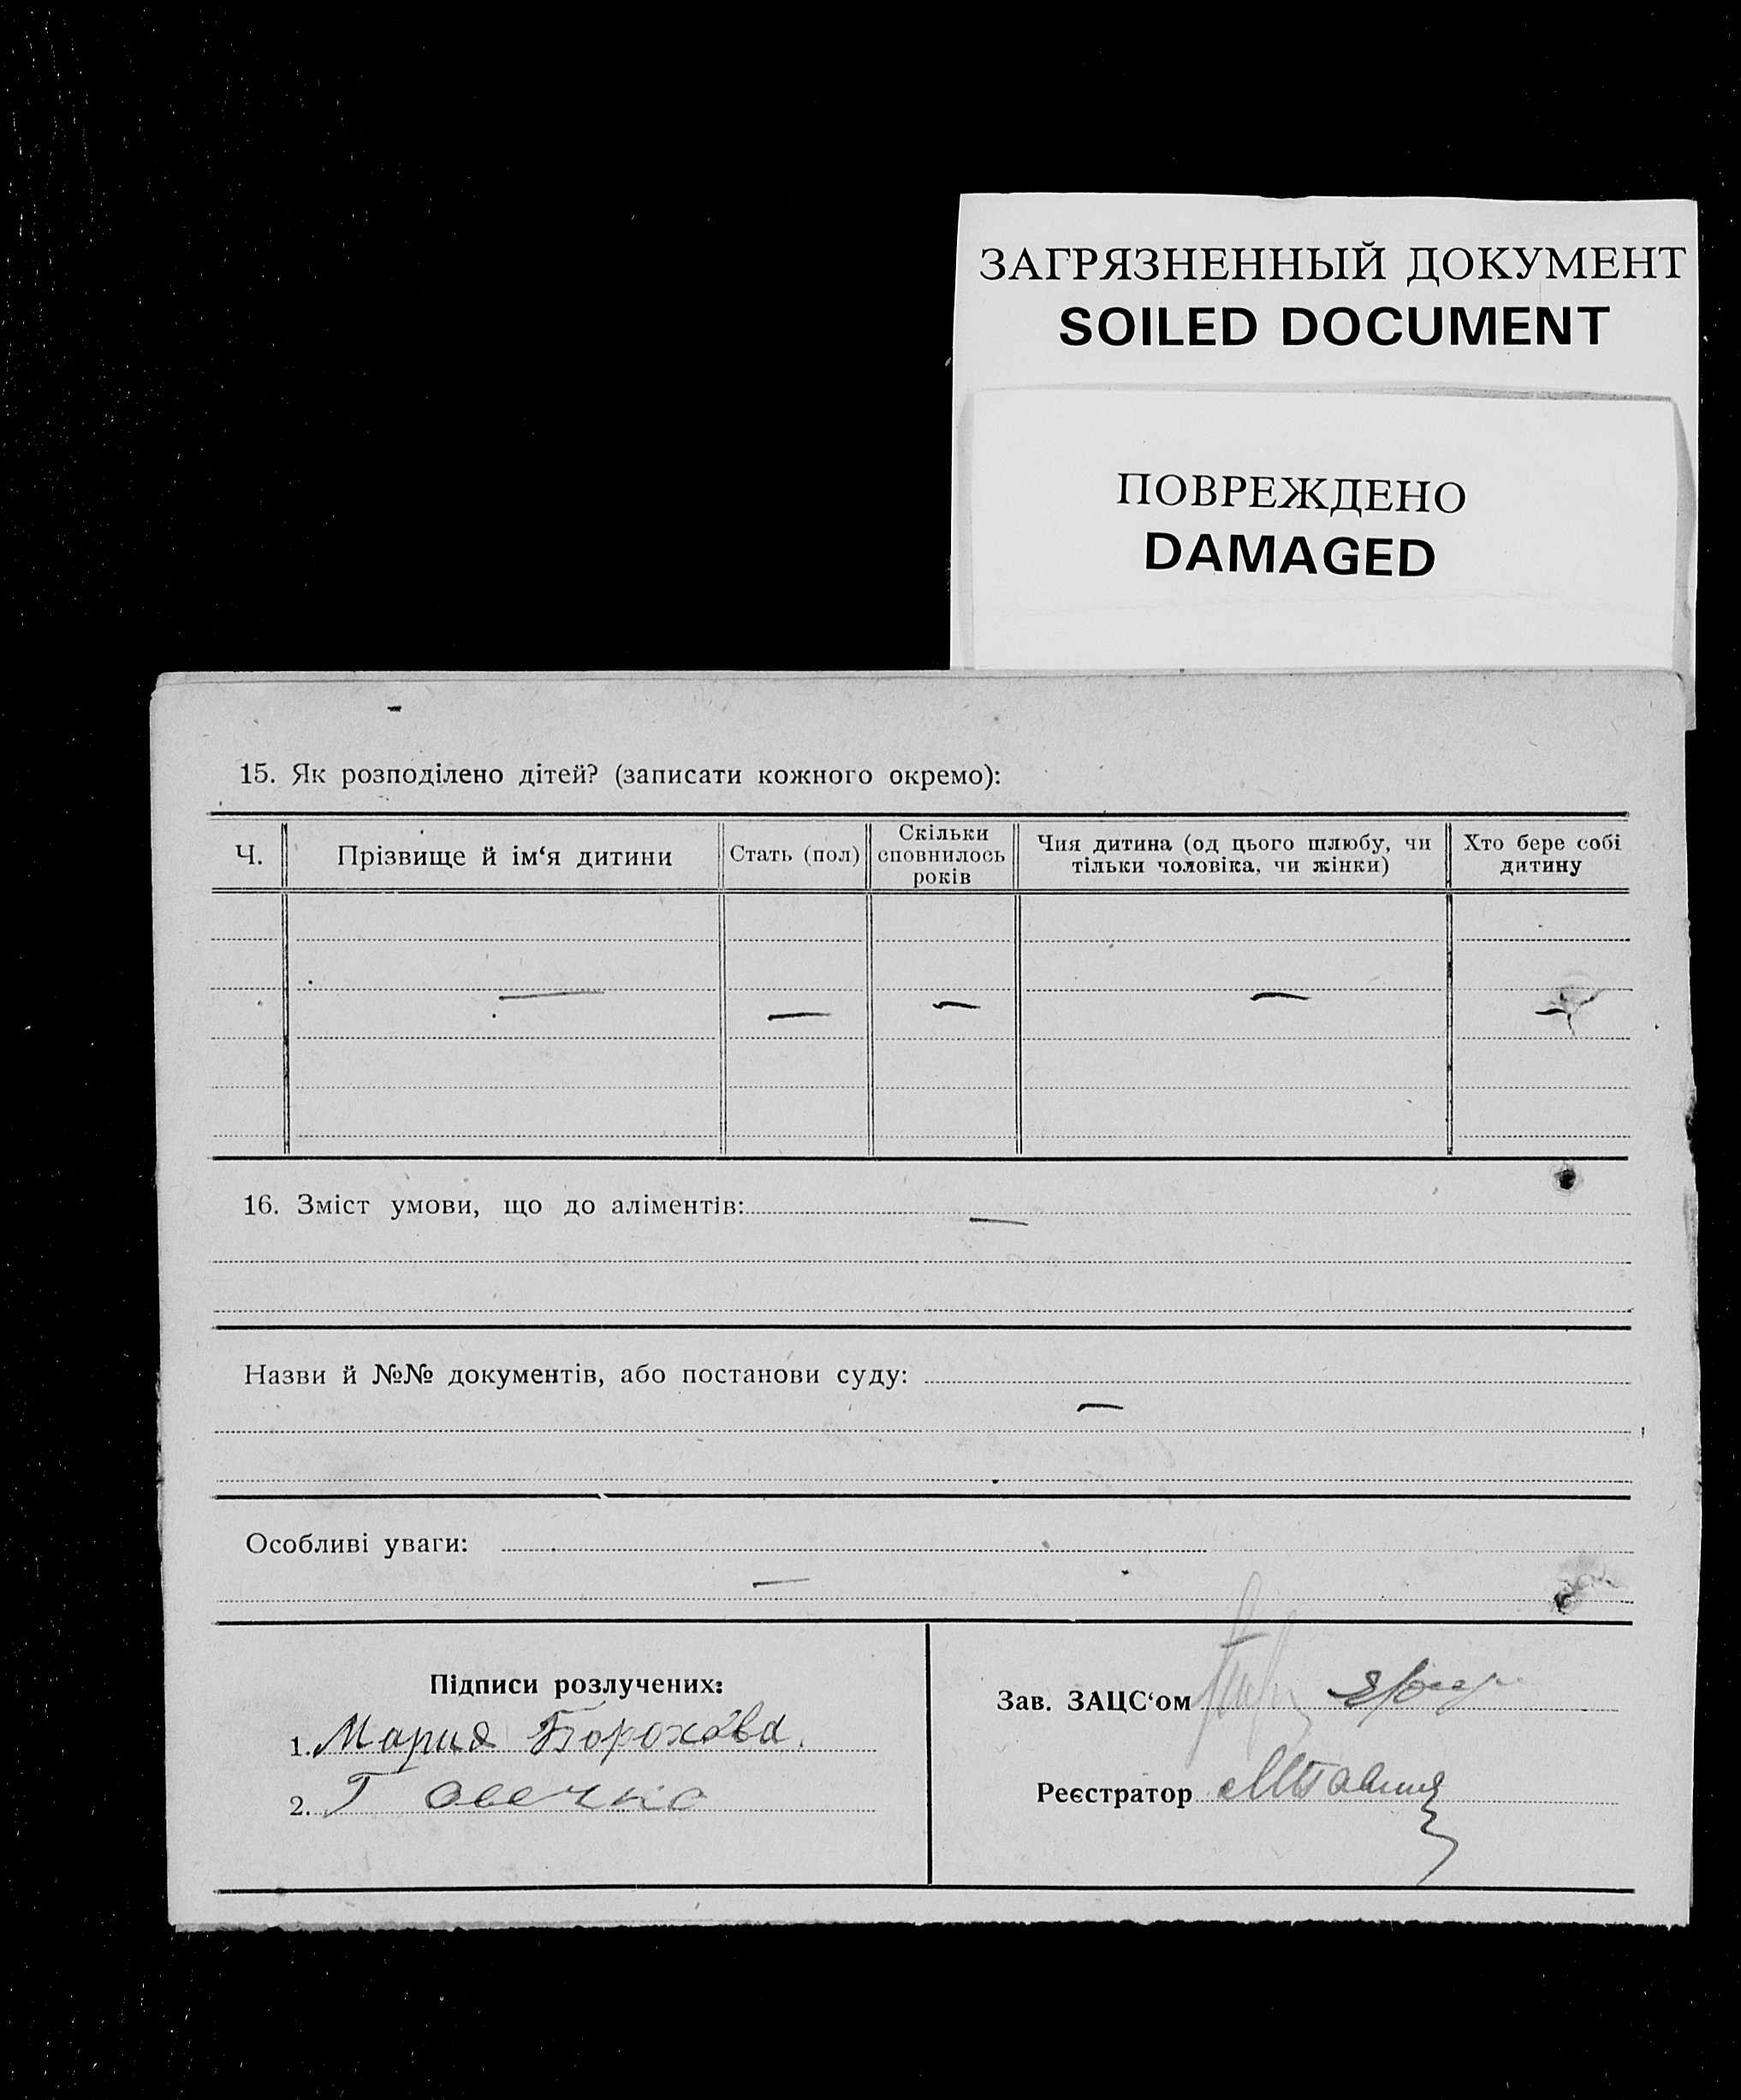 ЗАГРЯЗНЕННЫЙ ДОКУМЕНТ
SOILED DOCUMENT
ПОВРЕЖДЕНО
DAMAGED
15. Як розподілено дітей? (записати кожного окремо):
Ч.
Прізвище й ім‘я дитини
Стать (пол)
Скільки
сповнилось
років
Чия дитина (од цього шлюбу, чи
тільки чоловіка, чи жінки)
Хто бере собі
дитину
— — — — —
16. Зміст умови, що до аліментів: —
Назви й №№ документів, або постанови суду:
—
Особливі уваги:
—
Підписи розлучених:
1. Мария Борохова.
2. Г Овечко
Зав. ЗАЦС‘ом
Реєстратор